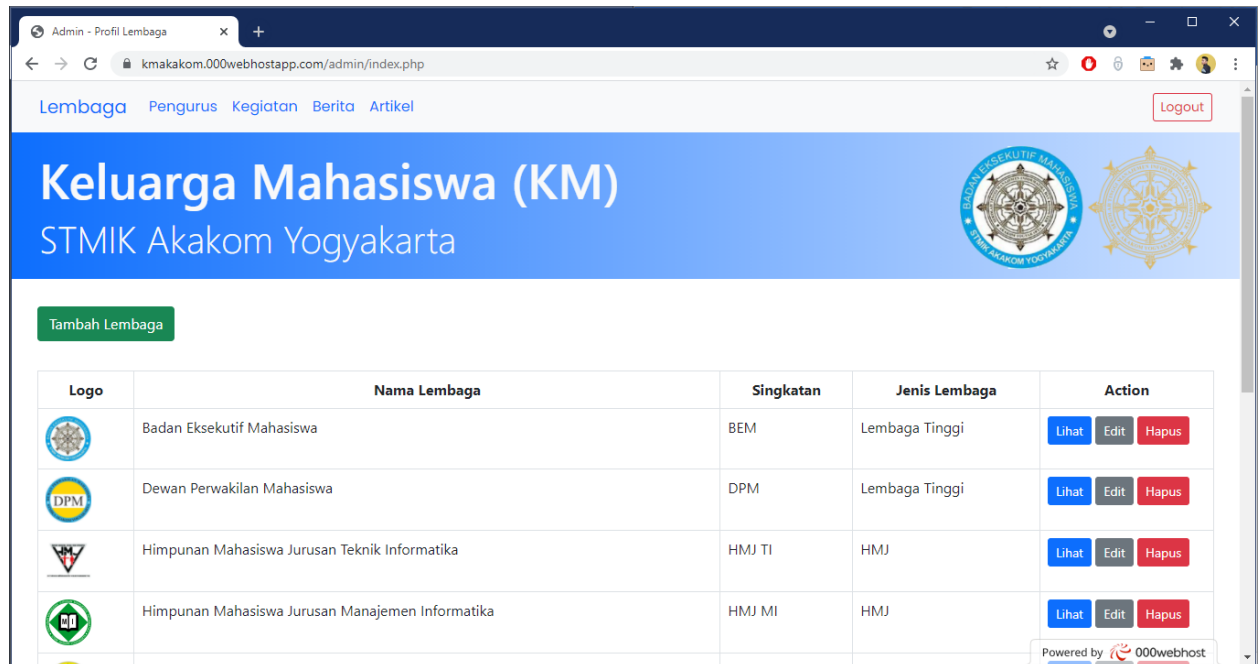 Admin - Profil Lembaga
kmakakom.000webhostapp.com/admin/index.php
Lembaga Pengurus Kegiatan Berita Artikel Logout
Keluarga Mahasiswa (KM)
STMIK Akakom Yogyakarta
BADAN EKSEKUTIF MAHASISWA
STMIK AKAKOM YOGYAKARTA
Tambah Lembaga
Logo Nama Lembaga Singkatan Jenis Lembaga Action
Badan Eksekutif Mahasiswa BEM Lembaga Tinggi Lihat Edit Hapus
DPM Dewan Perwakilan Mahasiswa DPM Lembaga Tinggi Lihat Edit Hapus
HMJ Himpunan Mahasiswa Jurusan Teknik Informatika HMJ TI HMJ Lihat Edit Hapus
M I Himpunan Mahasiswa Jurusan Manajemen Informatika HMJ MI HMJ Lihat Edit Hapus
Powered by 000webhost